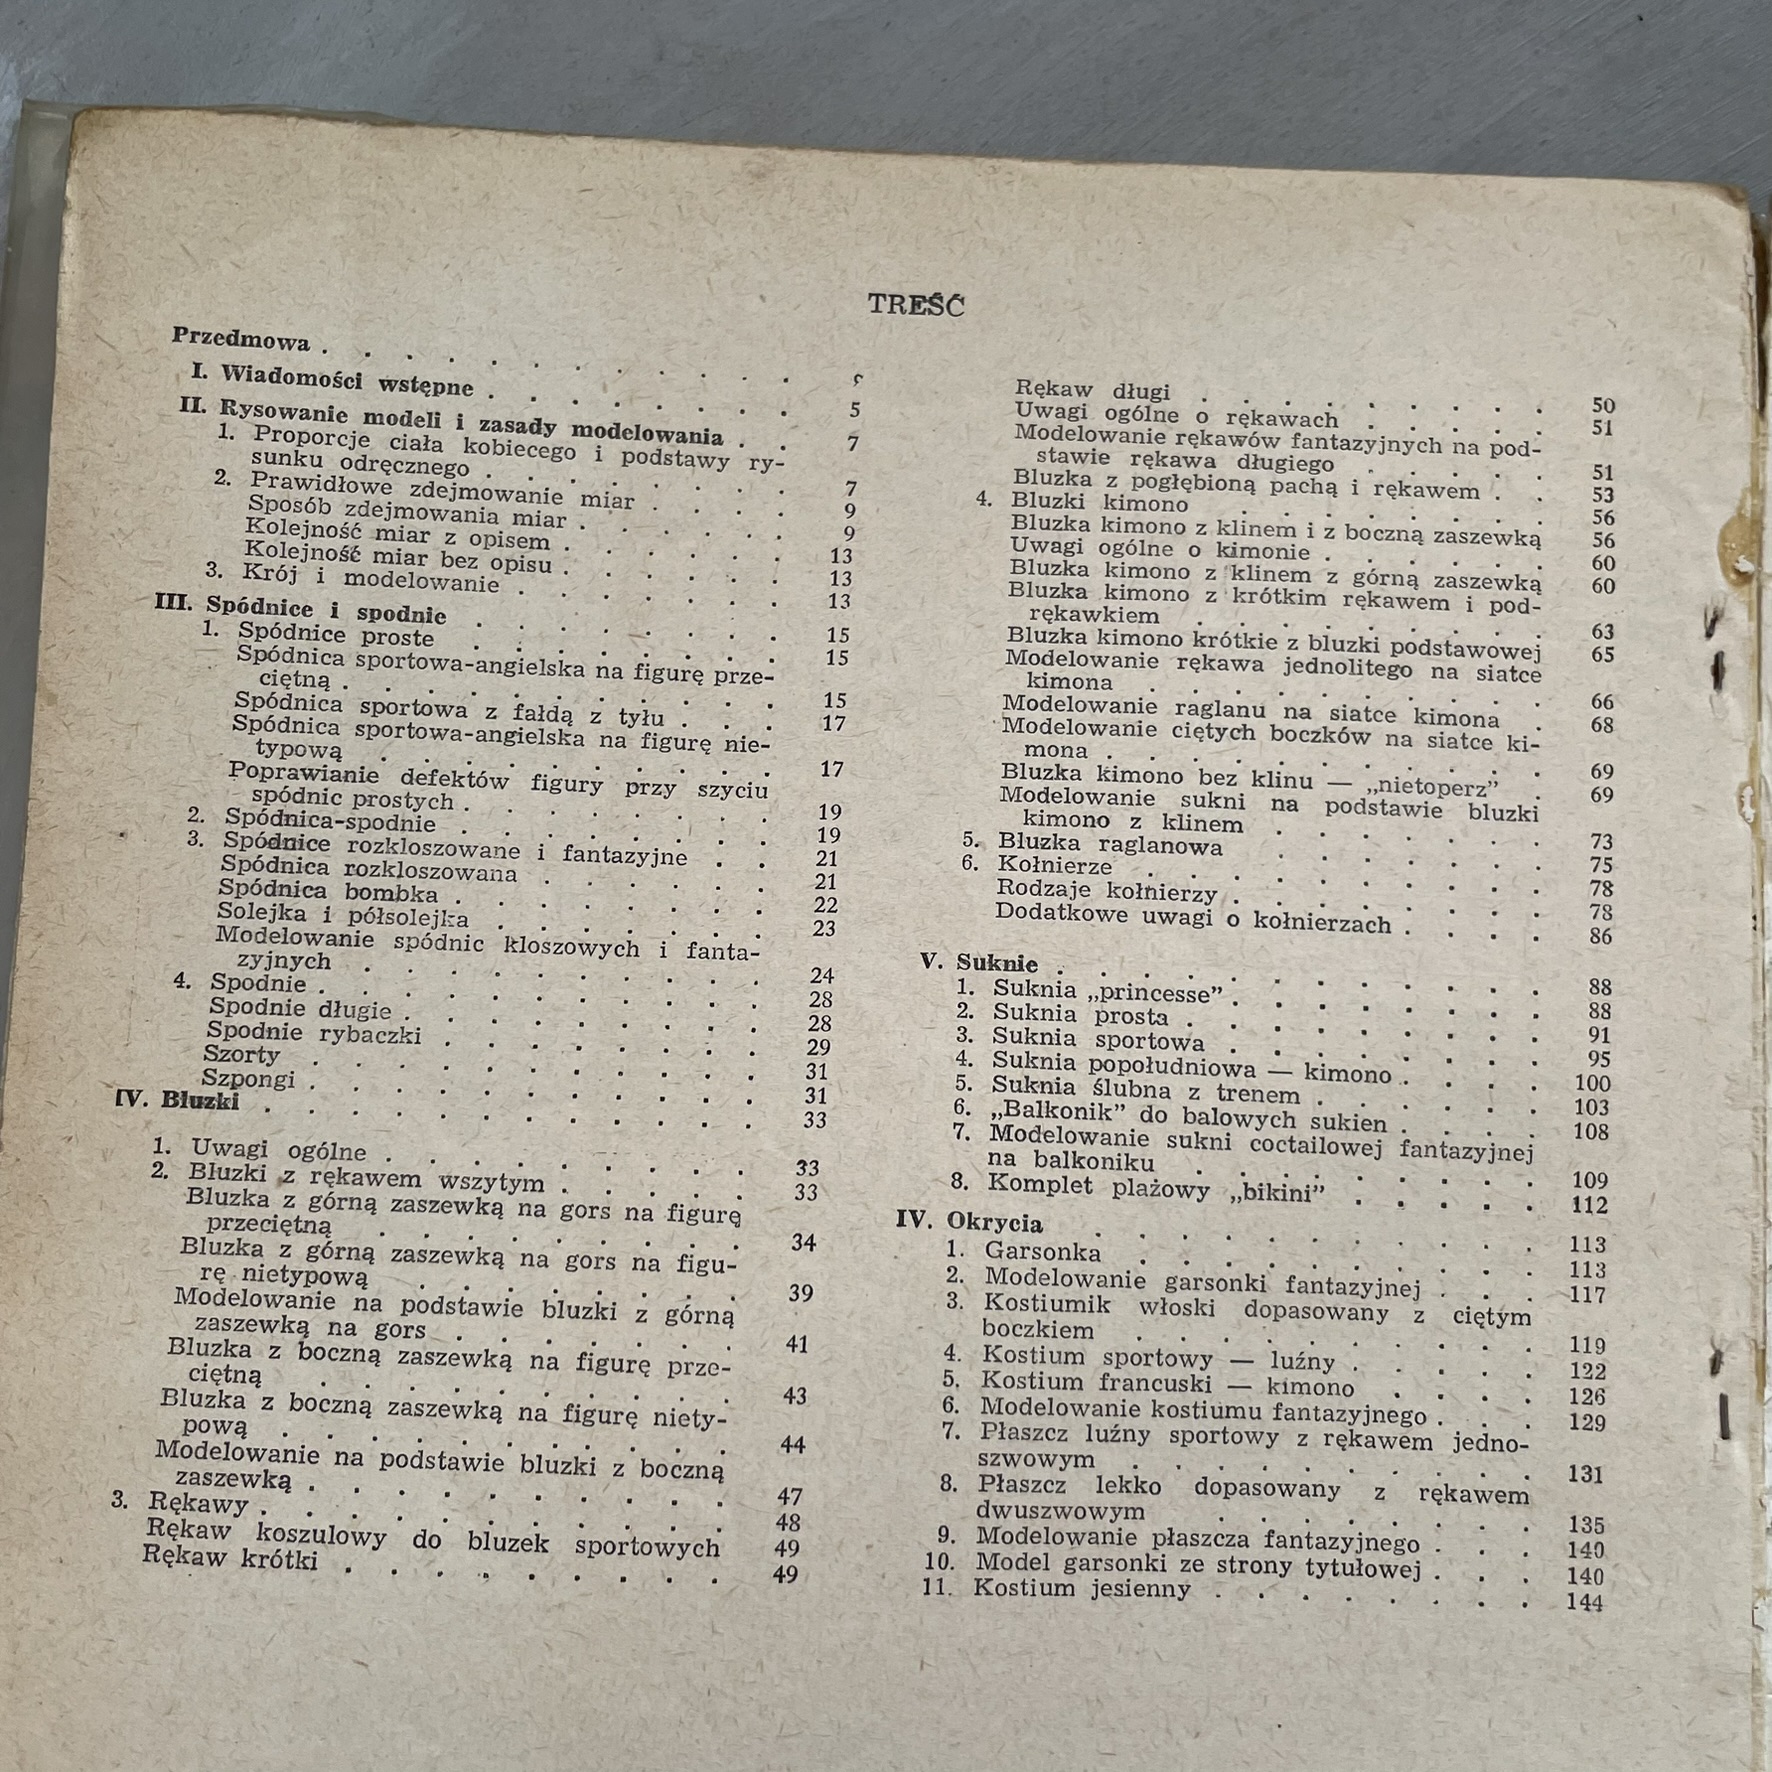 TREŚĆ
Przedmowa . . . . . . . . . . . .
I. Wiadomości wstępne . . . . . . . . 5
II. Rysowanie modeli i zasady modelowania . . 7
1. Proporcje ciała kobiecego i podstawy ry-
sunku odręcznego . . . . . . . . 7
2. Prawidłowe zdejmowanie miar . . . . 9
Sposób zdejmowania miar . . . . . 9
Kolejność miar z opisem . . . . . . 13
Kolejność miar bez opisu . . . . . . 13
3. Krój i modelowanie . . . . . . . 13
III. Spódnice i spodnie . . . . . . . . 15
1. Spódnice proste . . . . . . . . 15
Spódnica sportowa-angielska na figurę prze-
ciętną . . . . . . . . . . . 15
Spódnica sportowa z fałdą z tyłu . . . 17
Spódnica sportowa-angielska na figurę nie-
typową . . . . . . . . . . 17
Poprawianie defektów figury przy szyciu
spódnic prostych . . . . . . . . 19
2. Spódnica-spodnie . . . . . . . . 19
3. Spódnice rozkloszowane i fantazyjne . . 21
Spódnica rozkloszowana . . . . . . 21
Spódnica bombka . . . . . . . . 22
Solejka i półsolejka . . . . . . . 23
Modelowanie spódnic kloszowych i fanta-
zyjnych . . . . . . . . . . 24
4. Spodnie . . . . . . . . . . . 28
Spodnie długie . . . . . . . . . 28
Spodnie rybaczki . . . . . . . . 29
Szorty . . . . . . . . . . . 31
Szpongi . . . . . . . . . . . 31
IV. Bluzki . . . . . . . . . . . . 33
1. Uwagi ogólne . . . . . . . . . 33
2. Bluzki z rękawem wszytym . . . . . 33
Bluzka z górną zaszewką na gors na figurę
przeciętną . . . . . . . . . 34
Bluzka z górną zaszewką na gors na figu-
rę nietypową . . . . . . . . 39
Modelowanie na podstawie bluzki z górną
zaszewką na gors . . . . . . . 41
Bluzka z boczną zaszewką na figurę prze-
ciętną . . . . . . . . . . 43
Bluzka z boczną zaszewką na figurę niety-
pową . . . . . . . . . . . 44
Modelowanie na podstawie bluzki z boczną
zaszewką . . . . . . . . . . 47
3. Rękawy . . . . . . . . . . . 48
Rękaw koszulowy do bluzek sportowych 49
Rękaw krótki . . . . . . . . . 49
Rękaw długi . . . . . . . . . 50
Uwagi ogólne o rękawach . . . . . 51
Modelowanie rękawów fantazyjnych na pod-
stawie rękawa długiego . . . . . 51
Bluzka z pogłębioną pachą i rękawem . . 53
4. Bluzki kimono . . . . . . . . 56
Bluzka kimono z klinem i z boczną zaszewką 56
Uwagi ogólne o kimonie . . . . . . 60
Bluzka kimono z klinem z górną zaszewką 60
Bluzka kimono z krótkim rękawem i pod-
rękawkiem . . . . . . . . . 63
Bluzka kimono krótkie z bluzki podstawowej 65
Modelowanie rękawa jednolitego na siatce
kimona . . . . . . . . . . 66
Modelowanie raglanu na siatce kimona . 68
Modelowanie ciętych boczków na siatce ki-
mona . . . . . . . . . . . 69
Bluzka kimono bez klinu — „nietoperz” . 69
Modelowanie sukni na podstawie bluzki
kimono z klinem . . . . . . . 73
5. Bluzka raglanowa . . . . . . . 75
6. Kołnierze . . . . . . . . . . 78
Rodzaje kołnierzy . . . . . . . . 78
Dodatkowe uwagi o kołnierzach . . . . 86
V. Suknie . . . . . . . . . . . . 88
1. Suknia „princesse” . . . . . . . . 88
2. Suknia prosta . . . . . . . . . 91
3. Suknia sportowa . . . . . . . . 95
4. Suknia popołudniowa — kimono . . . . 100
5. Suknia ślubna z trenem . . . . . . 103
6. „Balkonik” do balowych sukien . . . . 108
7. Modelowanie sukni coctailowej fantazyjnej
na balkoniku . . . . . . . . 109
8. Komplet plażowy „bikini” . . . . . 112
IV. Okrycia . . . . . . . . . . . 113
1. Garsonka . . . . . . . . . . 113
2. Modelowanie garsonki fantazyjnej . . . 117
3. Kostiumik włoski dopasowany z ciętym
boczkiem . . . . . . . . . . 119
4. Kostium sportowy — luźny . . . . . 122
5. Kostium francuski — kimono . . . . 126
6. Modelowanie kostiumu fantazyjnego . . . 129
7. Płaszcz luźny sportowy z rękawem jedno-
szwowym . . . . . . . . . . 131
8. Płaszcz lekko dopasowany z rękawem
dwuszwowym . . . . . . . . 135
9. Modelowanie płaszcza fantazyjnego . . . 140
10. Model garsonki ze strony tytułowej . . . 140
11. Kostium jesienny . . . . . . . . 144